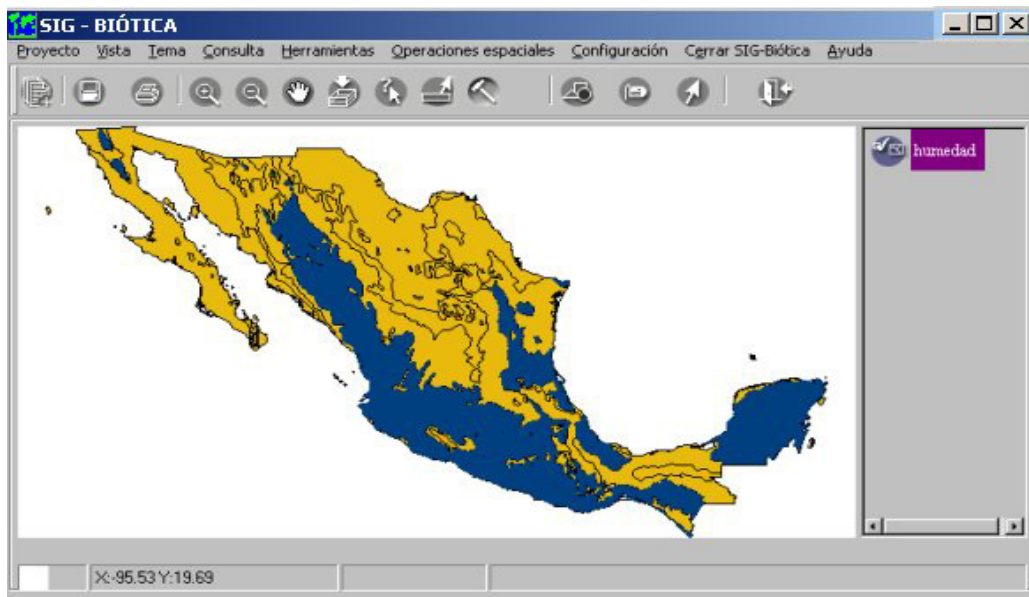 SIG - BIÓTICA
Proyecto Vista Tema Consulta Herramientas Operaciones espaciales Configuración Cerrar SIG-Biótica Ayuda
humedad
X:-95.53 Y:19.69